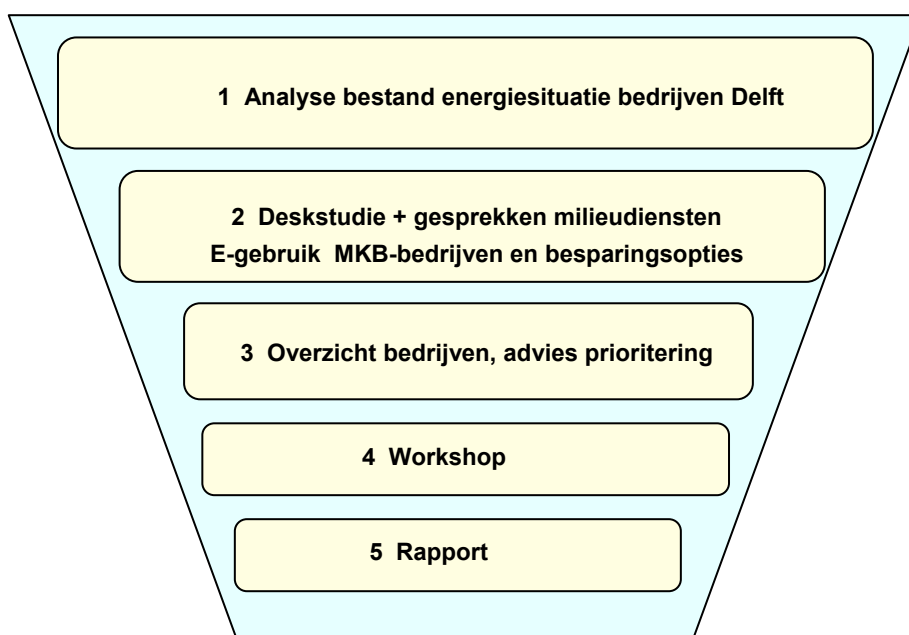 1 Analyse bestand energiesituatie bedrijven Delft
2 Deskstudie + gesprekken milieudiensten
E-gebruik MKB-bedrijven en besparingsopties
3 Overzicht bedrijven, advies prioritering
4 Workshop
5 Rapport